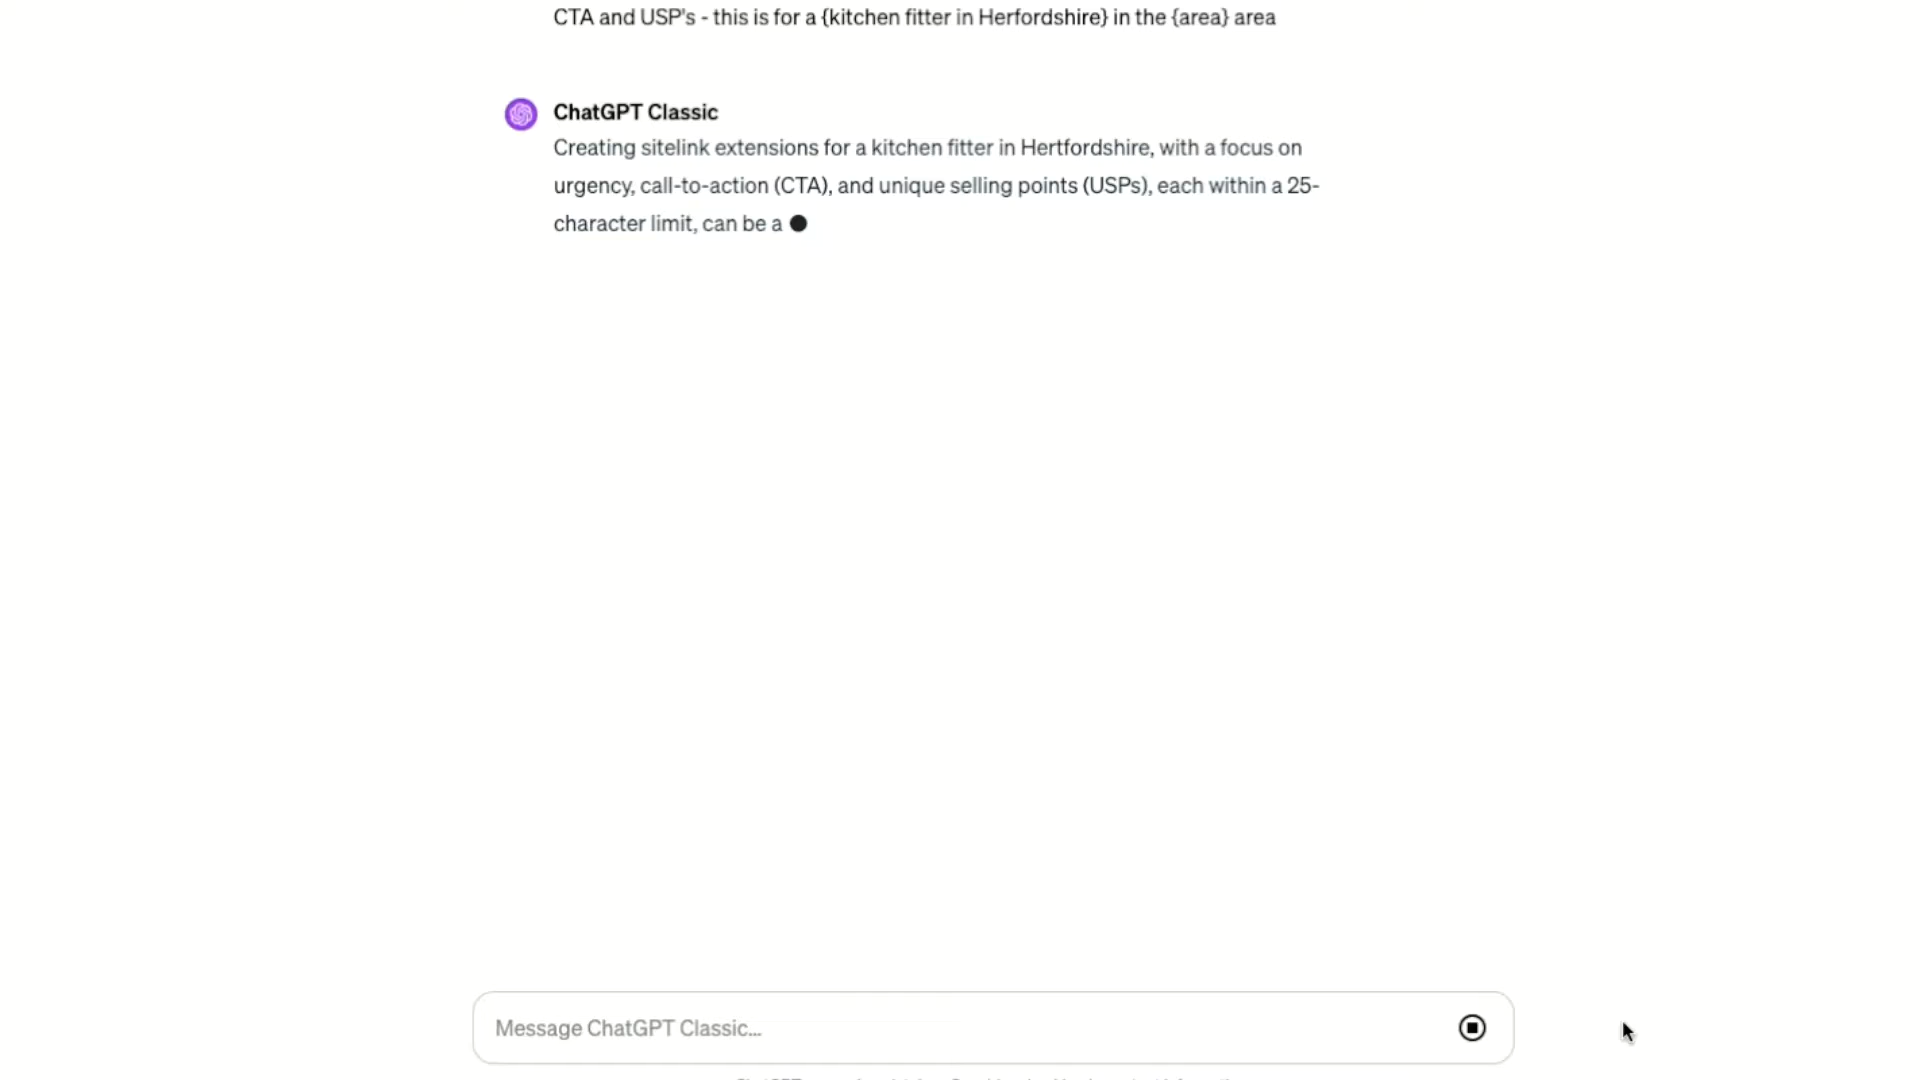 CTA and USP's - this is for a {kitchen fitter in Herfordshire} in the {area} area
ChatGPT Classic
Creating sitelink extensions for a kitchen fitter in Hertfordshire, with a focus on
urgency, call-to-action (CTA), and unique selling points (USPs), each within a 25-
character limit, can be a
Message ChatGPT Classic...